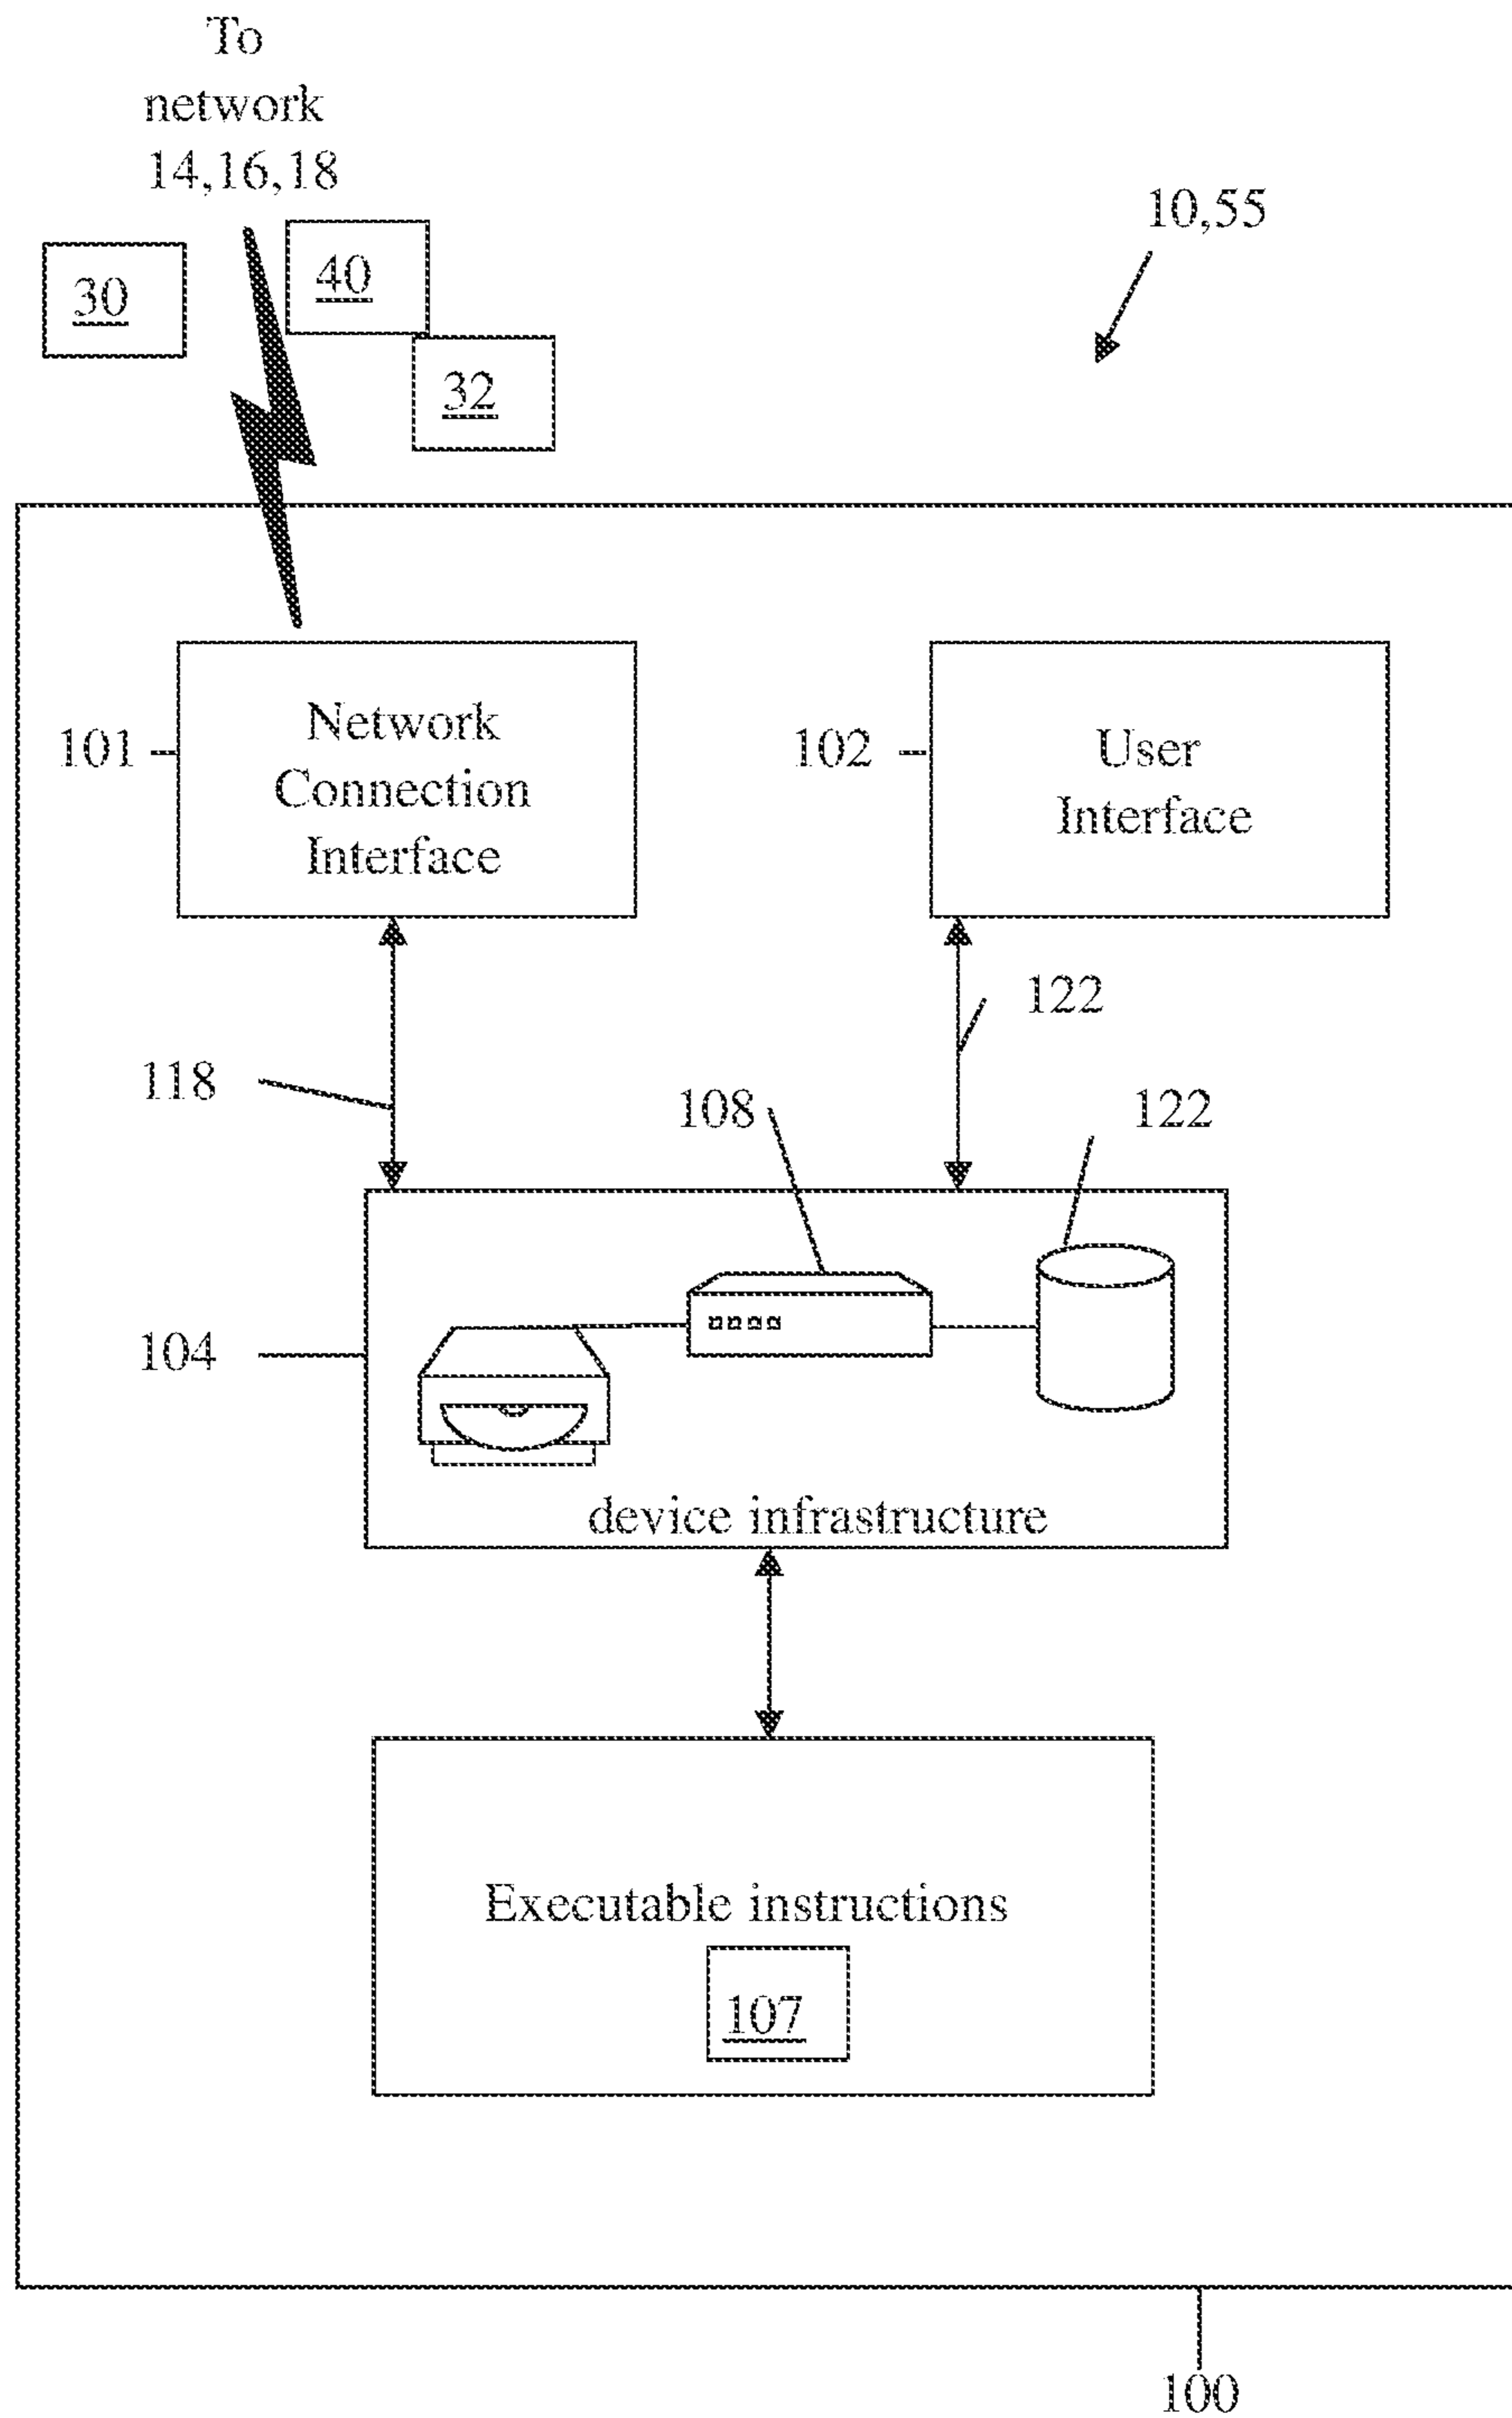 To
network
14,16,18
10,55
30
40
32
101
Network
Connection
Interface
102
User
Interface
118
122
108
122
104
device infrastructure
Executable instructions
107
100